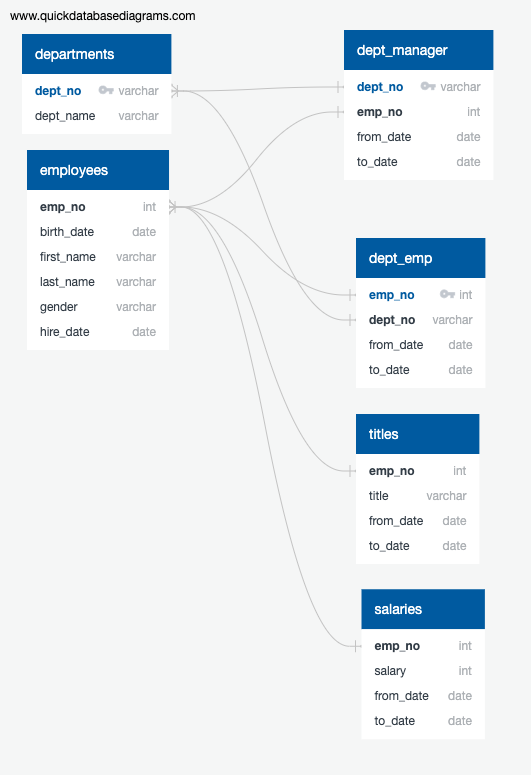 www.quickdatabasediagrams.com
departments
dept_no varchar
dept_name varchar
employees
emp_no int
birth_date date
first_name varchar
last_name varchar
gender varchar
hire_date date
dept_manager
dept_no varchar
emp_no int
from_date date
to_date date
dept_emp
emp_no int
dept_no varchar
from_date date
to_date date
titles
emp_no int
title varchar
from_date date
to_date date
salaries
emp_no int
salary int
from_date date
to_date date